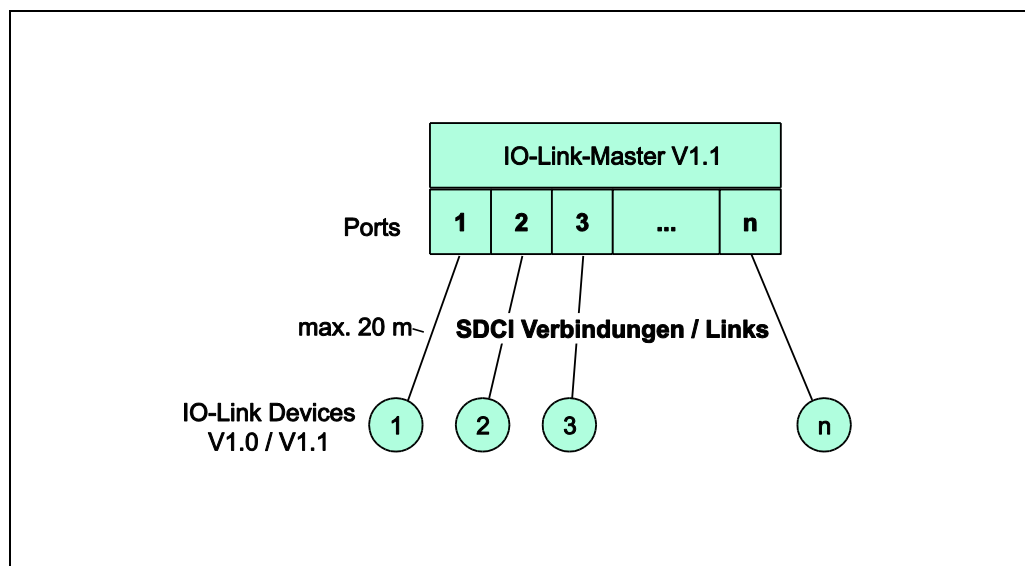 IO-Link-Master V1.1
Ports 1 2 3 ... n
max. 20 m
SDCI Verbindungen / Links
IO-Link Devices
V1.0 / V1.1
1 2 3 n